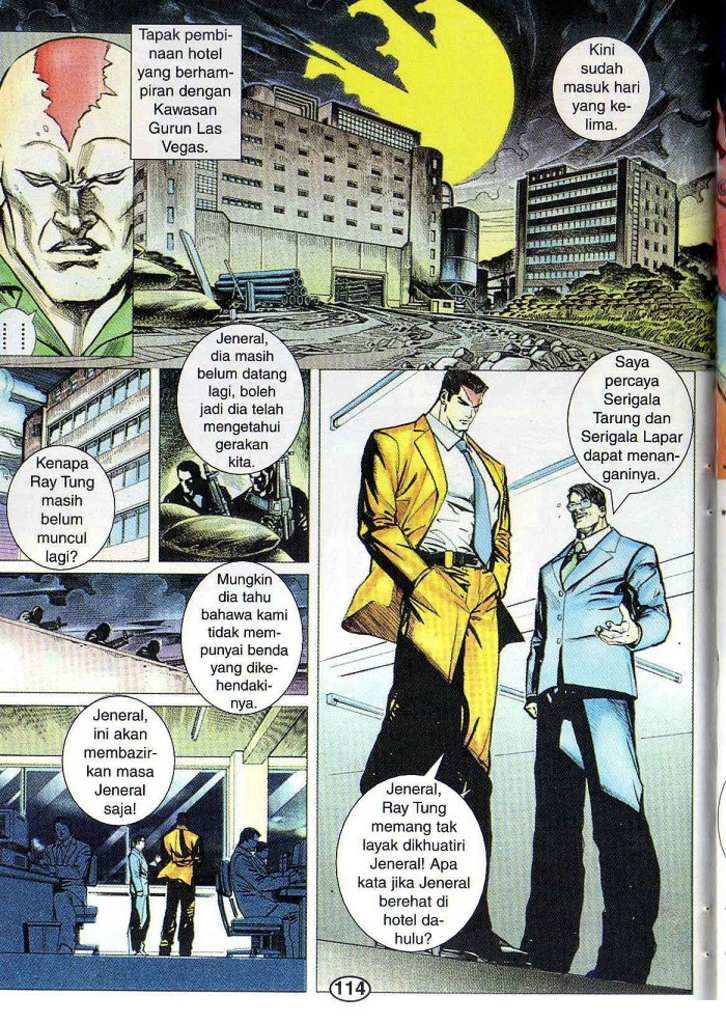 Tapak pembi-
naan hotel
yang berham-
piran dengan
Kawasan
Gurun Las
Vegas.
Kini
sudah
masuk hari
yang ke-
lima.
......
Kenapa
Ray Tung
masih
belum
muncul
lagi?
Jeneral,
dia masih
belum datang
lagi, boleh
jadi dia telah
mengetahui
gerakan
kita.
Mungkin
dia tahu
bahawa kami
tidak mem-
punyai benda
yang dike-
hendaki-
nya.
Jeneral,
ini akan
membazir-
kan masa
Jeneral
saja!
Saya
percaya
Serigala
Tarung dan
Serigala Lapar
dapat menan-
ganinya.
Jeneral,
Ray Tung
memang tak
layak dikhuatiri
Jeneral! Apa
kata jika Jeneral
berehat di
hotel da-
hulu?
114